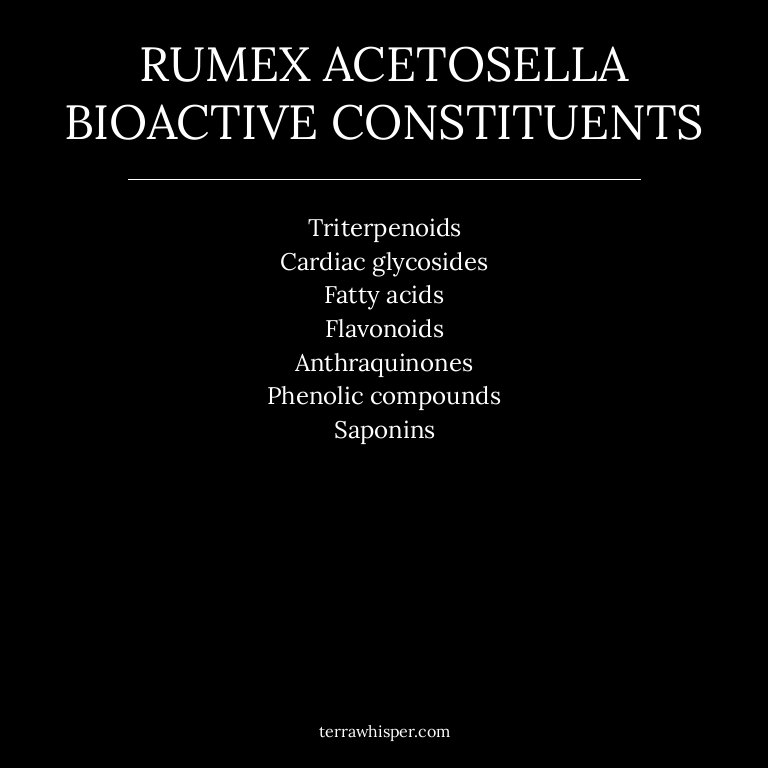 RUMEX ACETOSELLA
BIOACTIVE CONSTITUENTS
Triterpenoids
Cardiac glycosides
Fatty acids
Flavonoids
Anthraquinones
Phenolic compounds
Saponins
terrawhisper.com